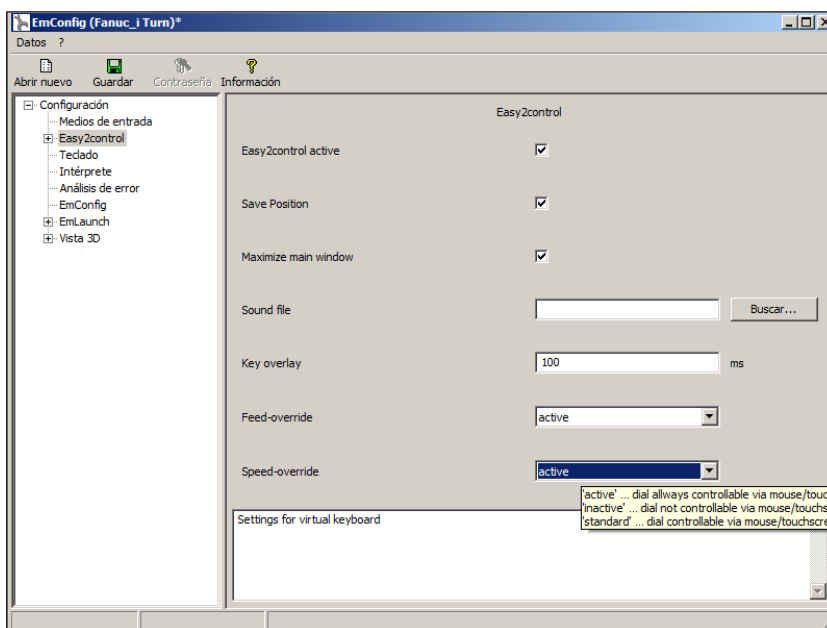 EmConfig (Fanuc_i Turn)*
Datos ?
Abrir nuevo Guardar Contraseña Información
Configuración
Medios de entrada
Easy2control
Teclado
Intérprete
Análisis de error
EmConfig
EmLaunch
Vista 3D
Easy2control
Easy2control active
Save Position
Maximize main window
Sound file Buscar...
Key overlay 100 ms
Feed-override active
Speed-override active
'active' ... dial allways controllable via mouse/touc
'inactive' ... dial not controllable via mouse/touchs
'standard' ... dial controllable via mouse/touchscre
Settings for virtual keyboard